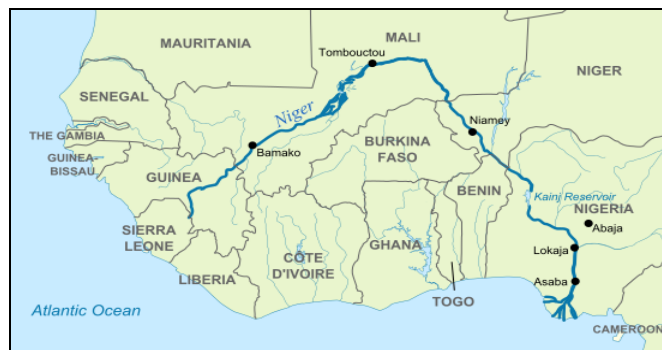 MAURITANIA
MALI
Tombouctou
NIGER
SENEGAL
Niger
THE GAMBIA
Niamey
GUINEA-
BISSAU
Bamako
BURKINA
FASO
GUINEA
BENIN
Kainj Reservoir
NIGERIA
Abaja
SIERRA
LEONE
GHANA
Lokaja
CÔTE
D'IVOIRE
LIBERIA
Asaba
TOGO
Atlantic Ocean
CAMEROON